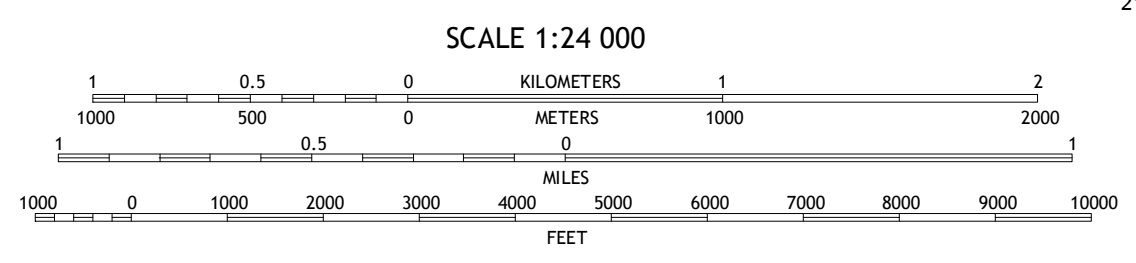 SCALE 1:24 000
1 0.5 0 KILOMETERS 1 2
1000 500 0 METERS 1000 2000
1 0.5 0 1
MILES
1000 0 1000 2000 3000 4000 5000 6000 7000 8000 9000 10000
FEET